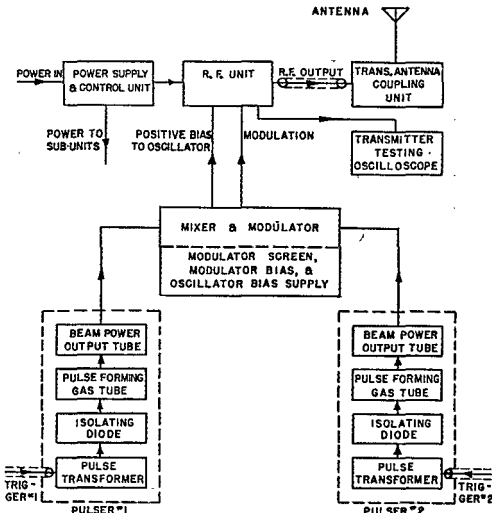 ANTENNA
POWER IN
POWER SUPPLY
& CONTROL UNIT
R.F. UNIT
R.F. OUTPUT
TRANS. ANTENNA
COUPLING
UNIT
POWER TO
SUB-UNITS
POSITIVE BIAS
TO OSCILLATOR
MODULATION
TRANSMITTER
TESTING-
OSCILLOSCOPE
MIXER & MODULATOR
MODULATOR SCREEN,
MODULATOR BIAS, &
OSCILLATOR BIAS SUPPLY
BEAM POWER
OUTPUT TUBE
PULSE FORMING
GAS TUBE
ISOLATING
DIODE
PULSE
TRANSFORMER
TRIG-
GER#1
PULSER#1
BEAM POWER
OUTPUT TUBE
PULSE FORMING
GAS TUBE
ISOLATING
DIODE
PULSE
TRANSFORMER
TRIG-
GER#2
PULSER#2